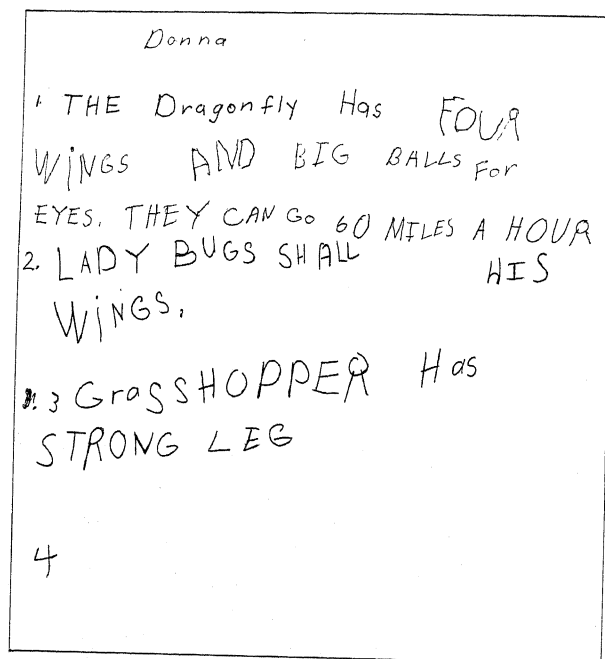 Donna
1. THE Dragonfly Has FOUR
WiNGS AND BIG BALLS For
EYES. THEY CAN Go 60 MILES A HOUR
2. LADY BUGS SHALL HIS
WiNGS.
3 GraSSHOPPER Has
STRONG LEG
4